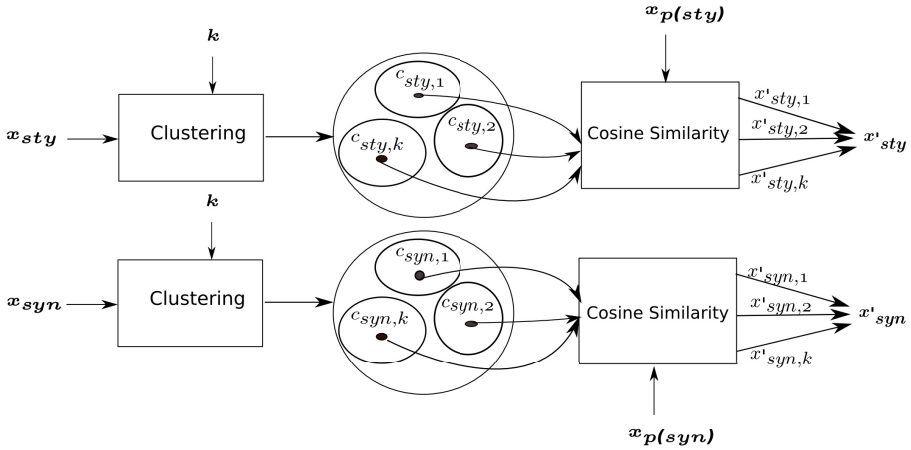 x_p(sty)
k
c_sty,1
x'_sty,1
x_sty
Clustering
c_sty,2
Cosine Similarity
x'_sty,2
x'_sty
c_sty,k
x'_sty,k
k
c_syn,1
x'_syn,1
x_syn
Clustering
c_syn,2
Cosine Similarity
x'_syn,2
x'_syn
c_syn,k
x'_syn,k
x_p(syn)